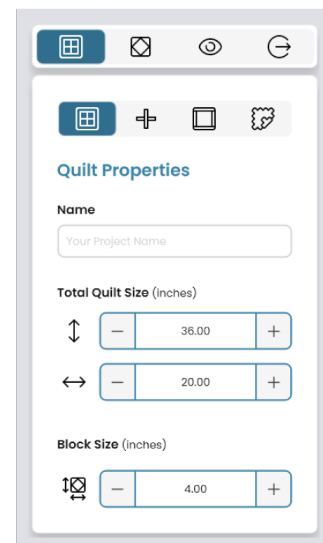 Quilt Properties
Name
Your Project Name
Total Quilt Size (inches)
− 36.00 +
− 20.00 +
Block Size (inches)
− 4.00 +